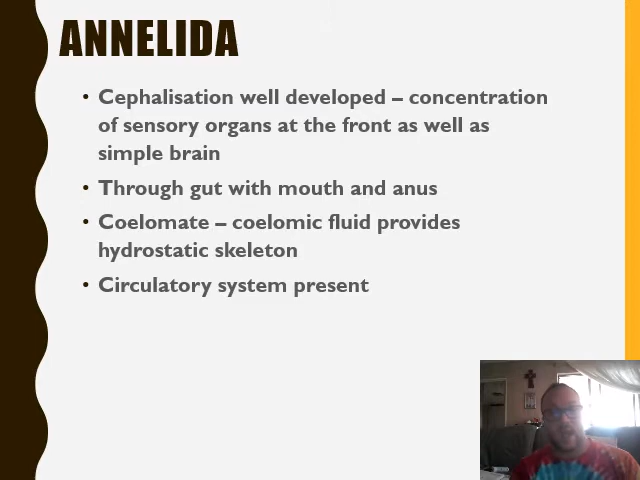 ANNELIDA
• Cephalisation well developed – concentration
of sensory organs at the front as well as
simple brain
• Through gut with mouth and anus
• Coelomate – coelomic fluid provides
hydrostatic skeleton
• Circulatory system present